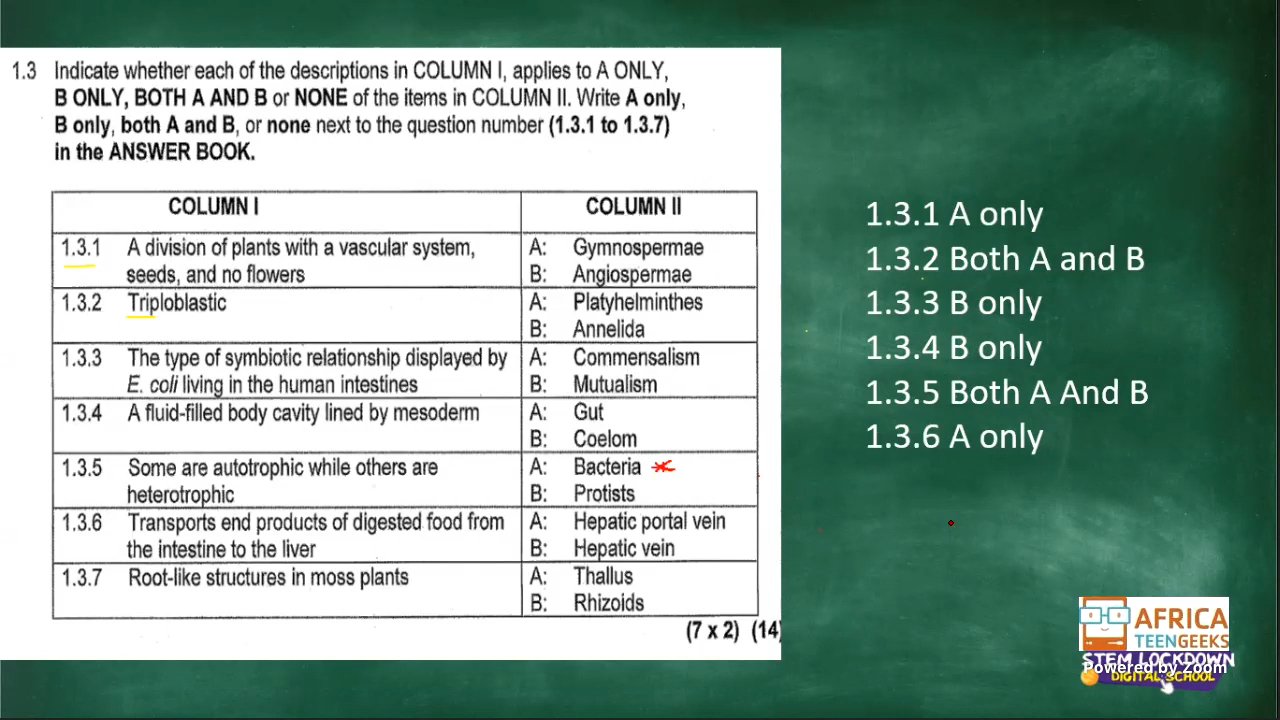 1.3 Indicate whether each of the descriptions in COLUMN I, applies to A ONLY,
B ONLY, BOTH A AND B or NONE of the items in COLUMN II. Write A only,
B only, both A and B, or none next to the question number (1.3.1 to 1.3.7)
in the ANSWER BOOK.
COLUMN I COLUMN II
1.3.1 A division of plants with a vascular system, A: Gymnospermae
seeds, and no flowers B: Angiospermae
1.3.2 Triploblastic A: Platyhelminthes
B: Annelida
1.3.3 The type of symbiotic relationship displayed by A: Commensalism
E. coli living in the human intestines B: Mutualism
1.3.4 A fluid-filled body cavity lined by mesoderm A: Gut
B: Coelom
1.3.5 Some are autotrophic while others are A: Bacteria
heterotrophic B: Protists
1.3.6 Transports end products of digested food from A: Hepatic portal vein
the intestine to the liver B: Hepatic vein
1.3.7 Root-like structures in moss plants A: Thallus
B: Rhizoids
(7 x 2) (14)
1.3.1 A only
1.3.2 Both A and B
1.3.3 B only
1.3.4 B only
1.3.5 Both A And B
1.3.6 A only
AFRICA
TEENGEEKS
STEM LOCKDOWN
Powered by Zoom
DIGITAL SCHOOL